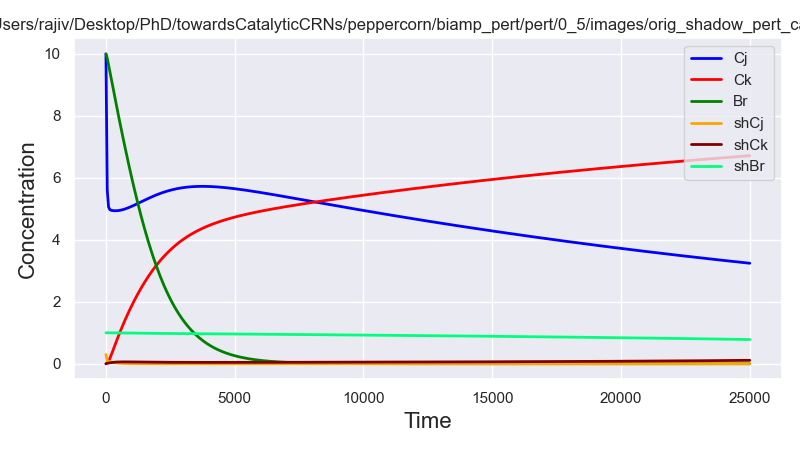 Users/rajiv/Desktop/PhD/towardsCatalyticCRNs/peppercorn/biamp_pert/pert/0_5/images/orig_shadow_pert_ca
10
8
6
4
2
0
Concentration
Cj
Ck
Br
shCj
shCk
shBr
0 5000 10000 15000 20000 25000
Time